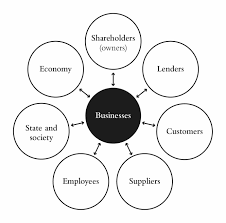 Shareholders
(owners)
Economy
Lenders
Businesses
State and
society
Customers
Employees
Suppliers